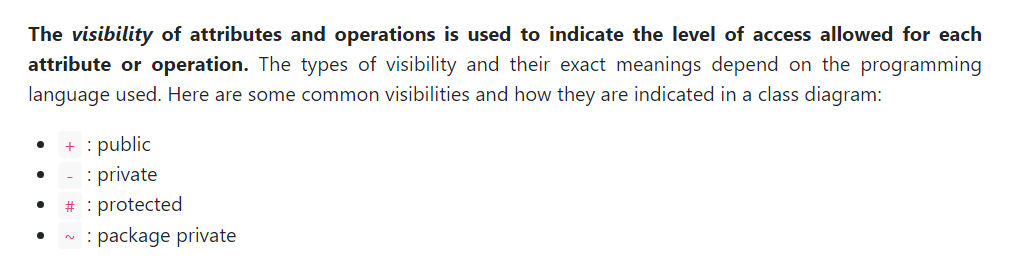 The visibility of attributes and operations is used to indicate the level of access allowed for each
attribute or operation. The types of visibility and their exact meanings depend on the programming
language used. Here are some common visibilities and how they are indicated in a class diagram:
• + : public
• - : private
• # : protected
• ~ : package private